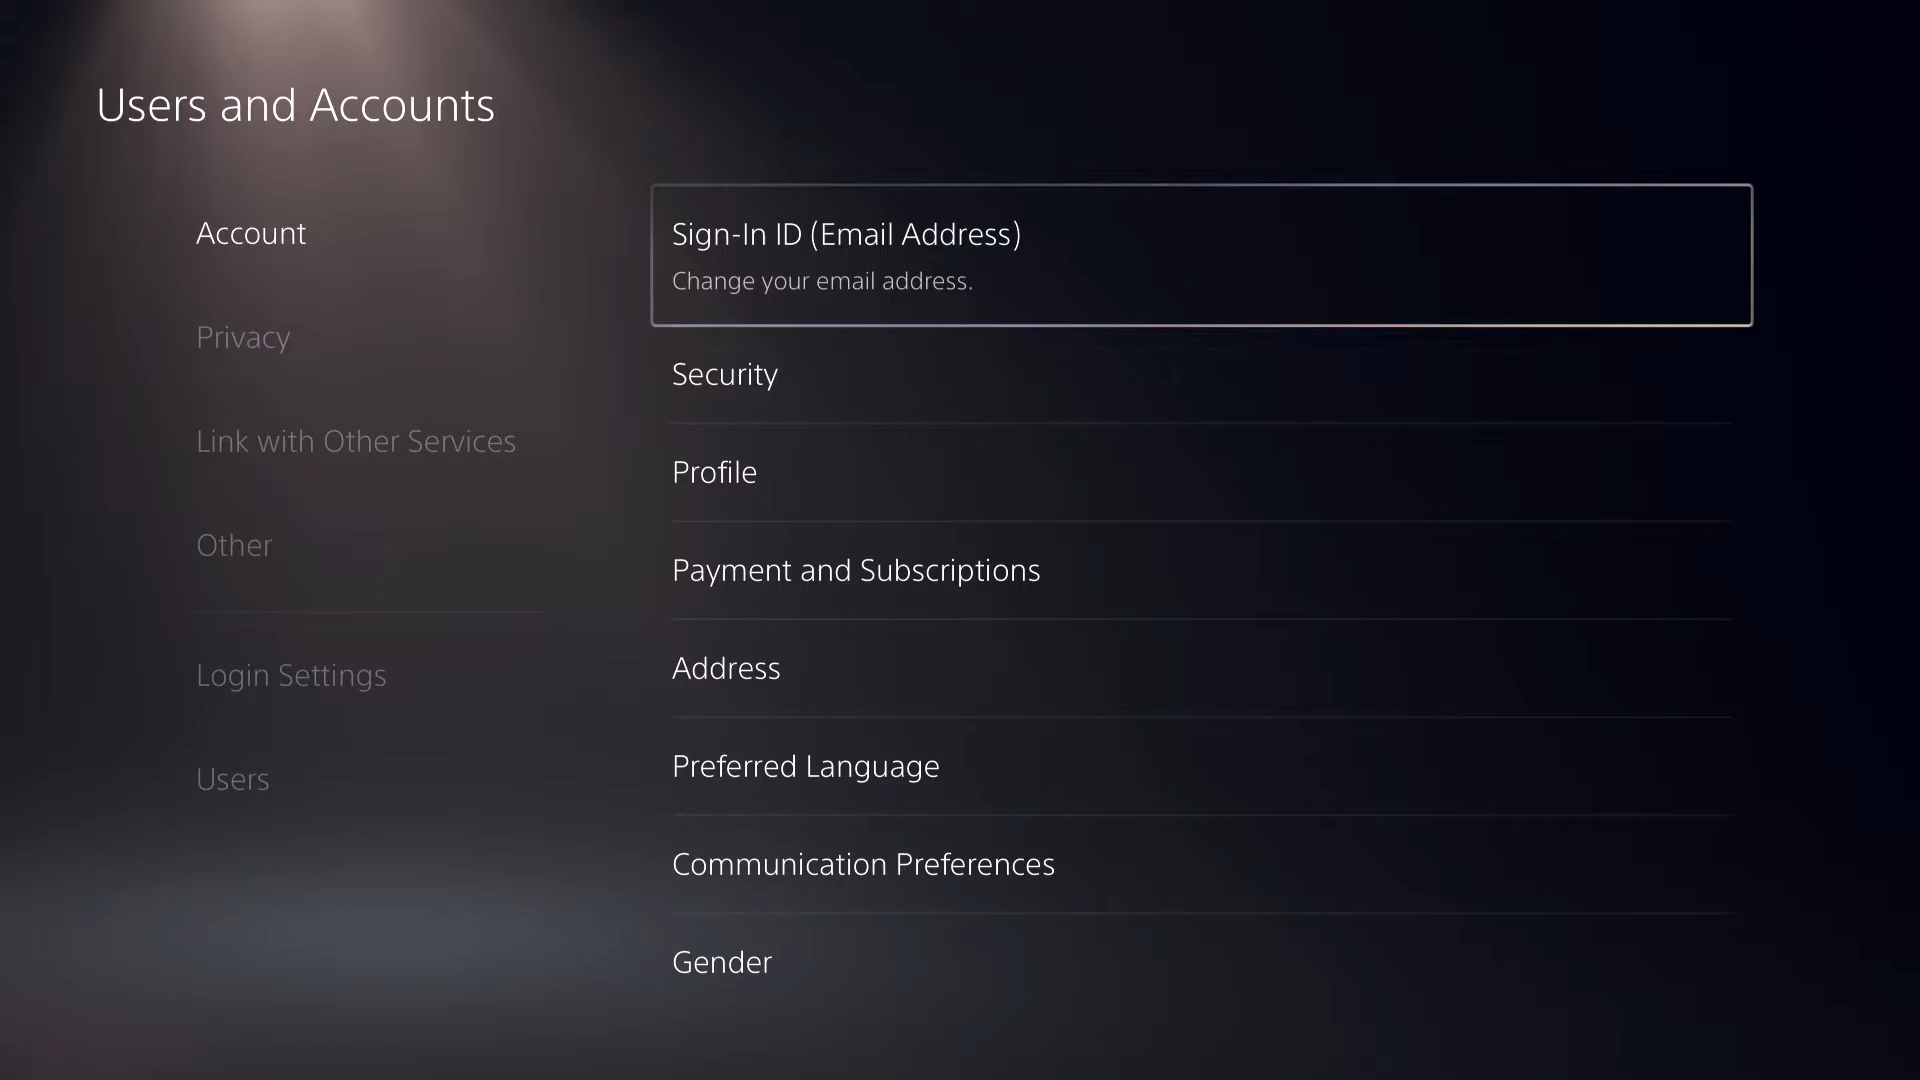 Users and Accounts
Account
Privacy
Link with Other Services
Other
Login Settings
Users
Sign-In ID (Email Address)
Change your email address.
Security
Profile
Payment and Subscriptions
Address
Preferred Language
Communication Preferences
Gender